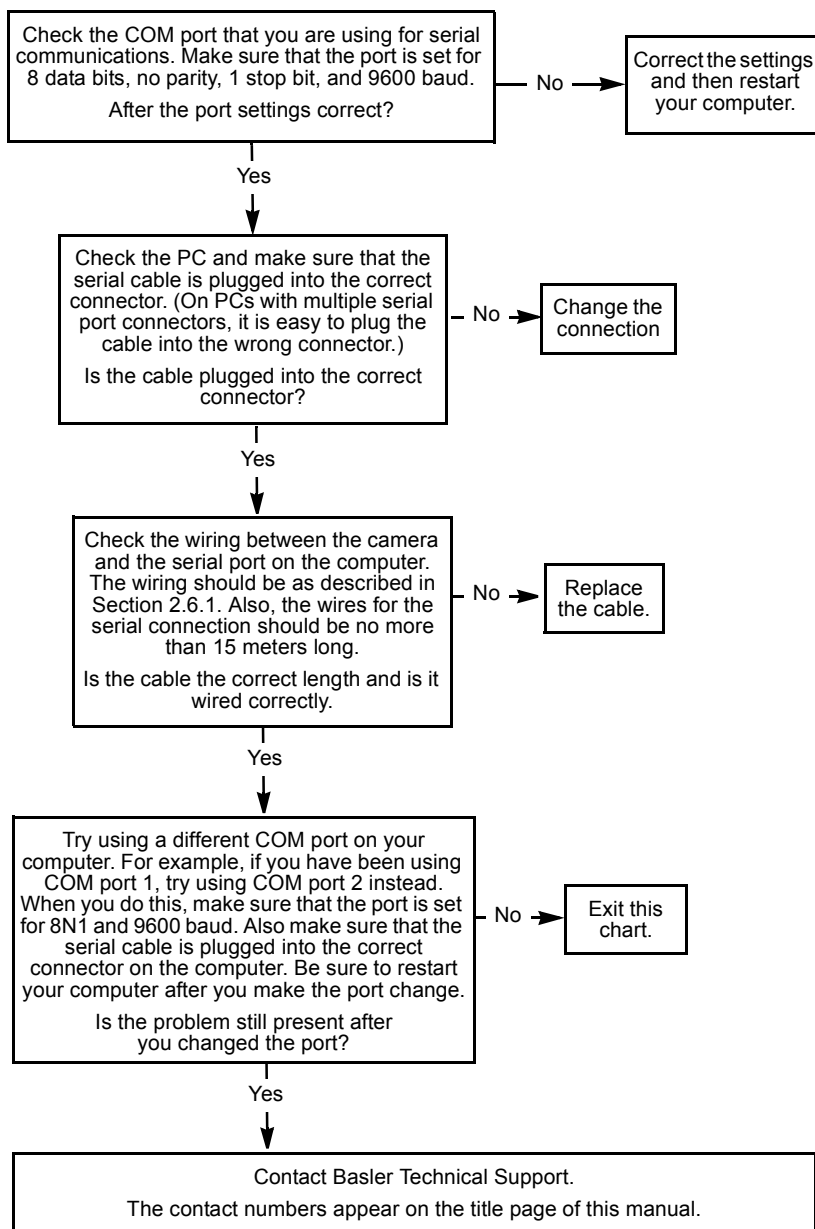 Check the COM port that you are using for serial
communications. Make sure that the port is set for
8 data bits, no parity, 1 stop bit, and 9600 baud.
After the port settings correct?
No
Correct the settings
and then restart
your computer.
Yes
Check the PC and make sure that the
serial cable is plugged into the correct
connector. (On PCs with multiple serial
port connectors, it is easy to plug the
cable into the wrong connector.)
Is the cable plugged into the correct
connector?
No
Change the
connection
Yes
Check the wiring between the camera
and the serial port on the computer.
The wiring should be as described in
Section 2.6.1. Also, the wires for the
serial connection should be no more
than 15 meters long.
Is the cable the correct length and is it
wired correctly.
No
Replace
the cable.
Yes
Try using a different COM port on your
computer. For example, if you have been using
COM port 1, try using COM port 2 instead.
When you do this, make sure that the port is set
for 8N1 and 9600 baud. Also make sure that the
serial cable is plugged into the correct
connector on the computer. Be sure to restart
your computer after you make the port change.
Is the problem still present after
you changed the port?
No
Exit this
chart.
Yes
Contact Basler Technical Support.
The contact numbers appear on the title page of this manual.